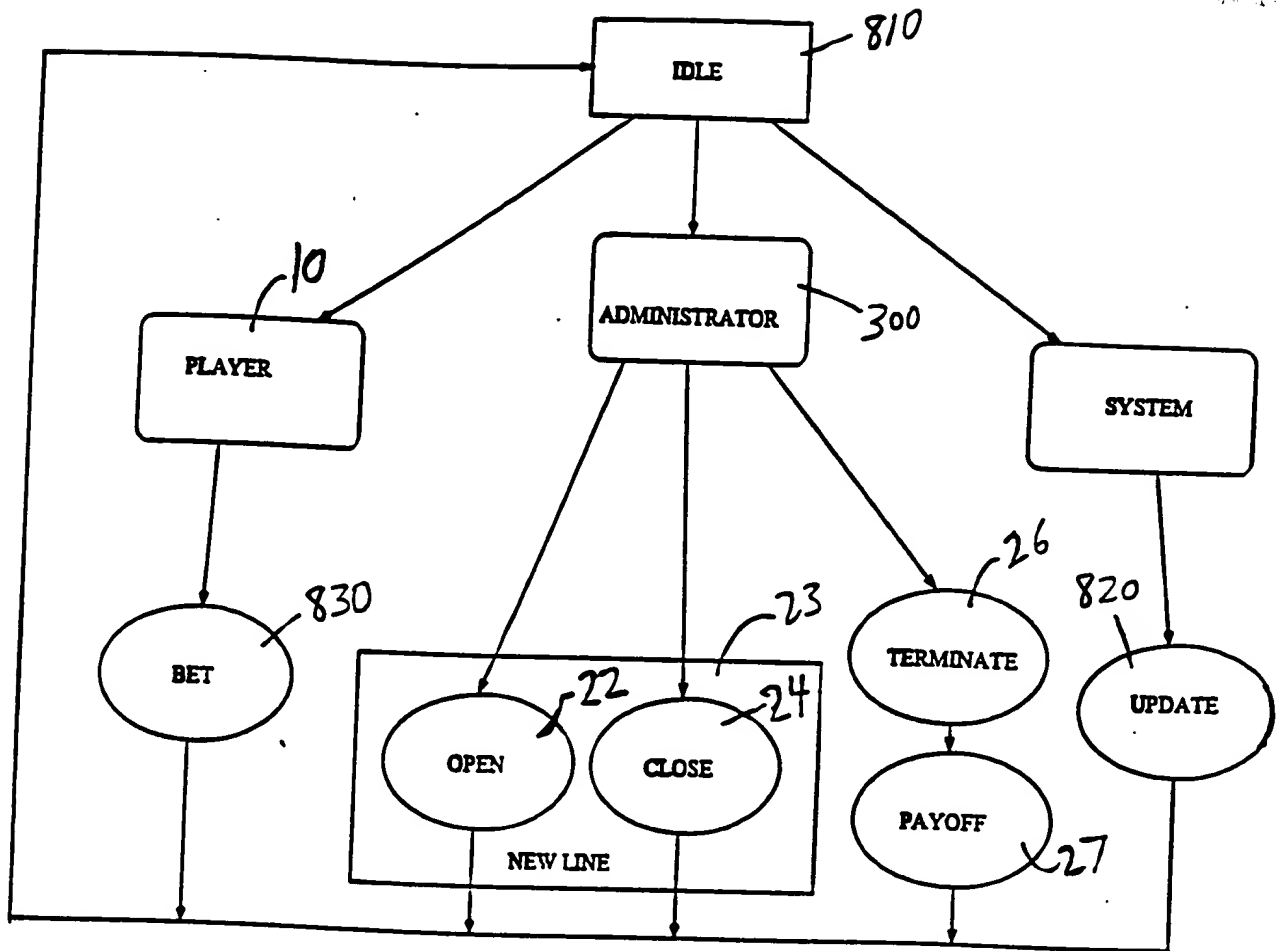 810
IDLE
10
ADMINISTRATOR
300
PLAYER
SYSTEM
26
830
23
820
TERMINATE
BET
22
24
UPDATE
OPEN
CLOSE
PAYOFF
NEW LINE
27